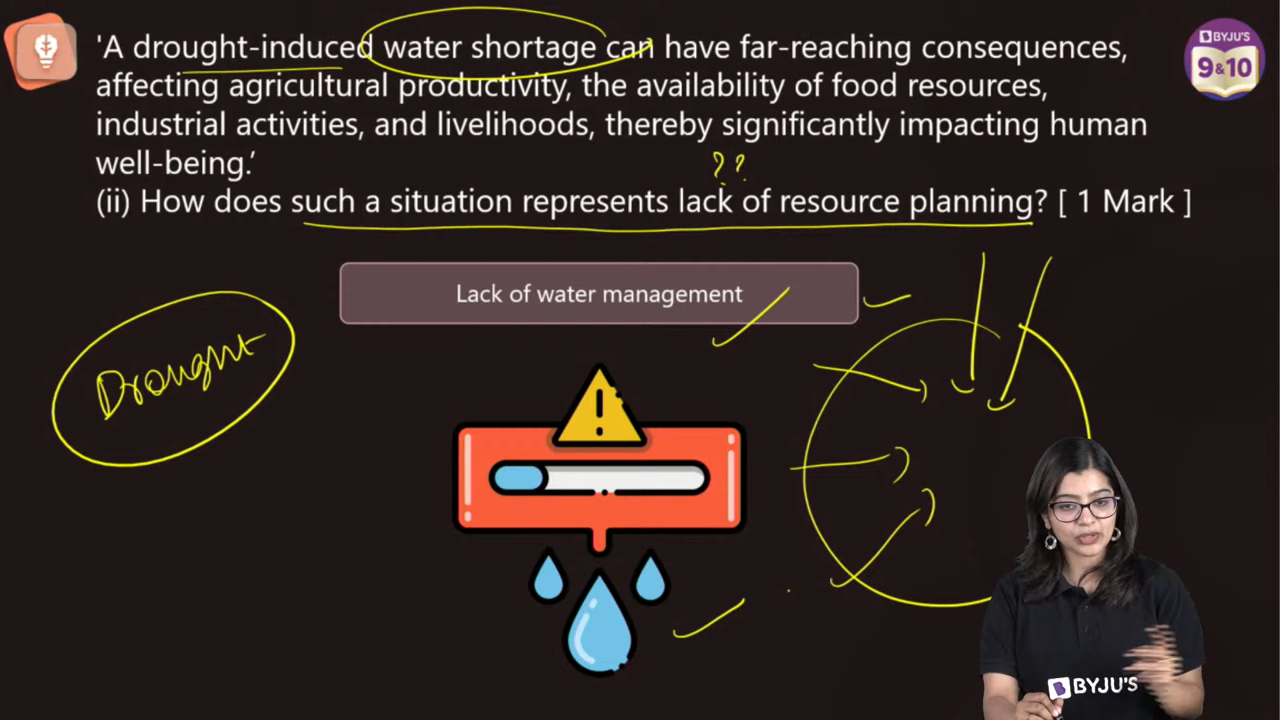 'A drought-induced water shortage can have far-reaching consequences,
affecting agricultural productivity, the availability of food resources,
industrial activities, and livelihoods, thereby significantly impacting human
well-being.'
??
(ii) How does such a situation represents lack of resource planning? [ 1 Mark ]
BYJU'S
9&10
Lack of water management
Drought
BYJU'S